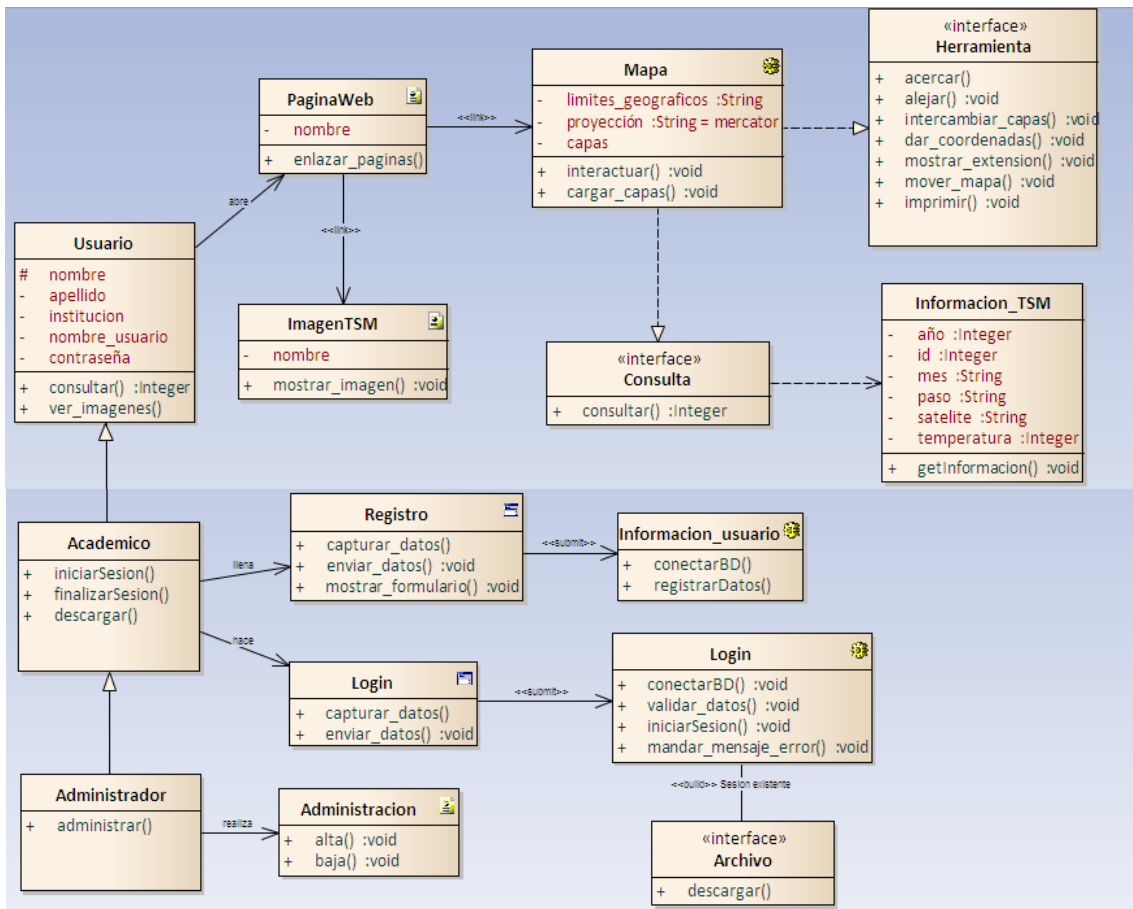 «interface»
Herramienta
+ acercar()
+ alejar() :void
+ intercambiar_capas() :void
+ dar_coordenadas() :void
+ mostrar_extension() :void
+ mover_mapa() :void
+ imprimir() :void
Mapa
- limites_geograficos :String
- proyección :String = mercator
- capas
+ interactuar() :void
+ cargar_capas() :void
PaginaWeb
- nombre
+ enlazar_paginas()
<<link>>
abre
<<link>>
Usuario
# nombre
- apellido
- institucion
- nombre_usuario
- contraseña
+ consultar() :Integer
+ ver_imagenes()
ImagenTSM
- nombre
+ mostrar_imagen() :void
«interface»
Consulta
+ consultar() :Integer
Informacion_TSM
- año :Integer
- id :Integer
- mes :String
- paso :String
- satelite :String
- temperatura :Integer
+ getInformacion() :void
Academico
+ iniciarSesion()
+ finalizarSesion()
+ descargar()
llena
Registro
+ capturar_datos()
+ enviar_datos() :void
+ mostrar_formulario() :void
<<submit>>
Informacion_usuario
+ conectarBD()
+ registrarDatos()
hace
Login
+ capturar_datos()
+ enviar_datos() :void
<<submit>>
Login
+ conectarBD() :void
+ validar_datos() :void
+ iniciarSesion() :void
+ mandar_mensaje_error() :void
<<build>> Sesion existente
Administrador
+ administrar()
realiza
Administracion
+ alta() :void
+ baja() :void
«interface»
Archivo
+ descargar()